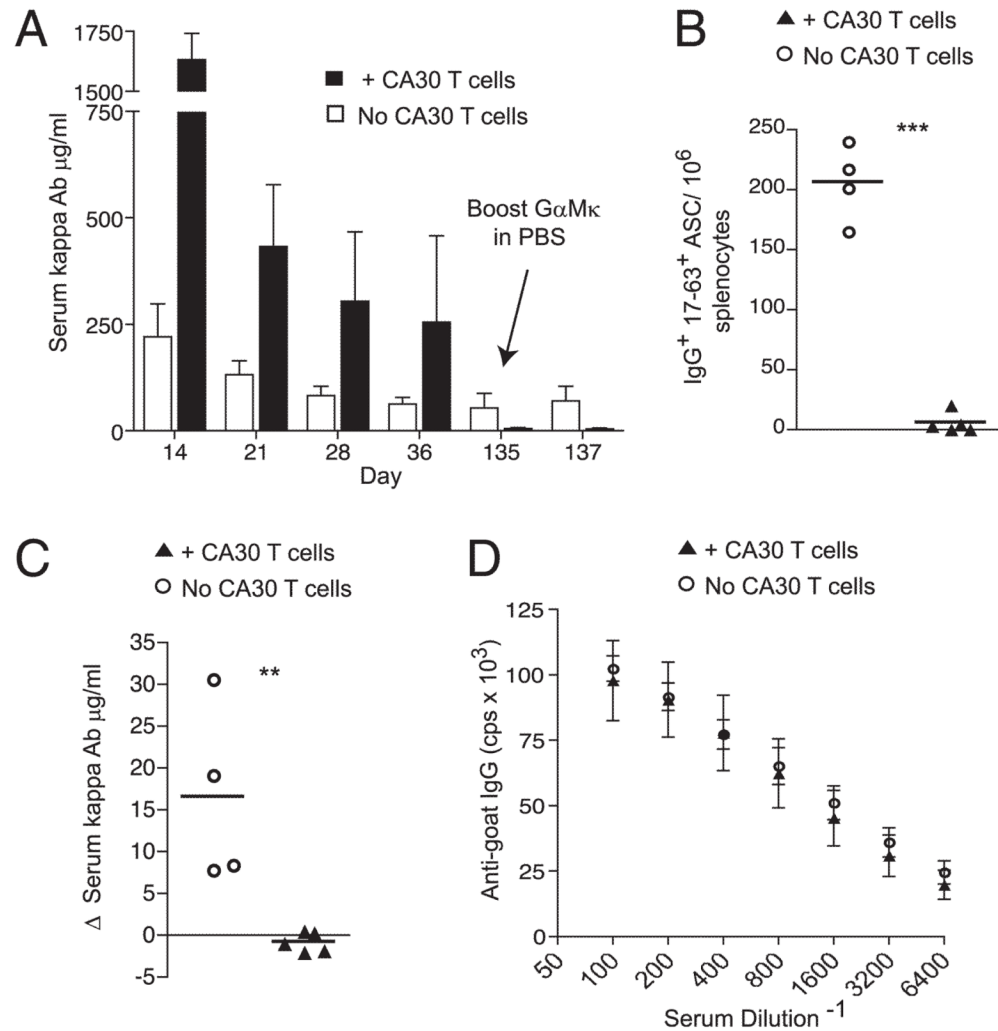 A
Serum kappa Ab μg/ml
1750
1500
750
500
250
0
+ CA30 T cells
No CA30 T cells
Boost GαMκ
in PBS
14 21 28 36 135 137
Day
B
+ CA30 T cells
No CA30 T cells
IgG+ 17-63+ ASC/ 10^6
splenocytes
250
200
150
100
50
0
***
C
+ CA30 T cells
No CA30 T cells
Δ Serum kappa Ab μg/ml
35
30
25
20
15
10
5
0
-5
**
D
+ CA30 T cells
No CA30 T cells
Anti-goat IgG (cps x 10^3)
125
100
75
50
25
0
50 100 200 400 800 1600 3200 6400
Serum Dilution -1